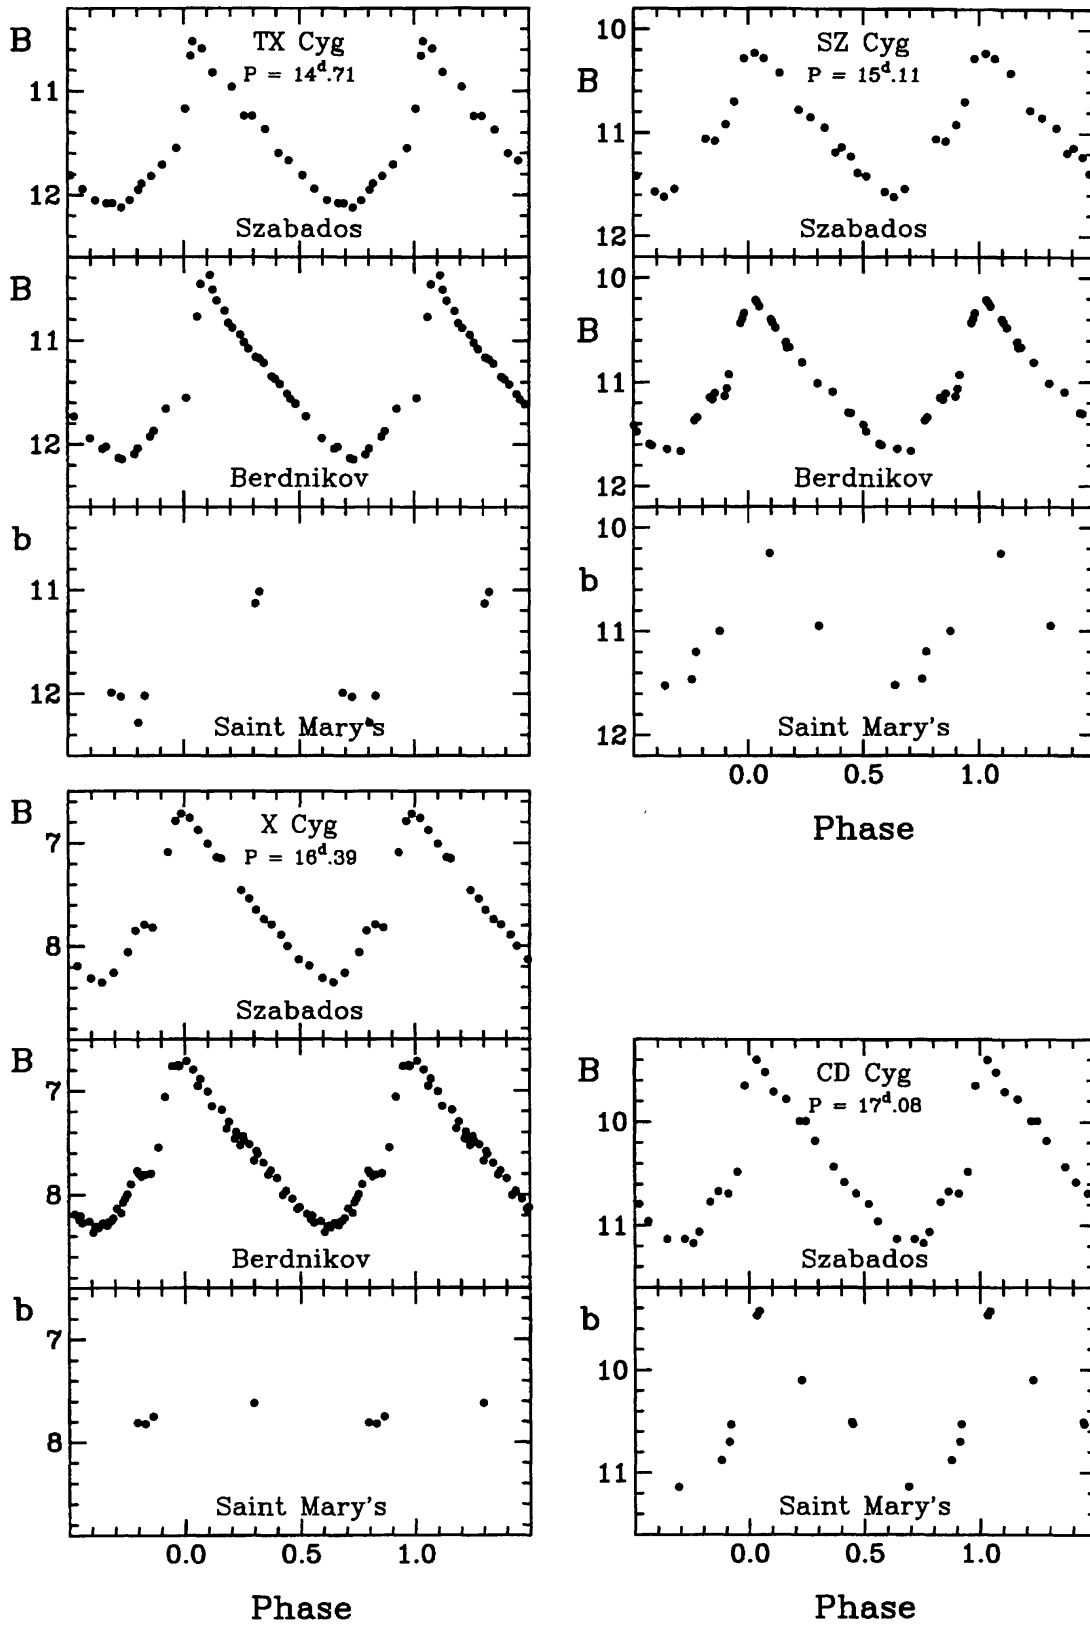 B
TX Cyg
P = 14ᵈ.71
11
12
Szabados
B
11
12
Berdnikov
b
11
12
Saint Mary's
B
10
SZ Cyg
P = 15ᵈ.11
11
12
Szabados
B
10
11
12
Berdnikov
b
10
11
12
Saint Mary's
0.0 0.5 1.0
Phase
B
X Cyg
P = 16ᵈ.39
7
8
Szabados
B
7
8
Berdnikov
b
7
8
Saint Mary's
0.0 0.5 1.0
Phase
B
CD Cyg
P = 17ᵈ.08
10
11
Szabados
b
10
11
Saint Mary's
0.0 0.5 1.0
Phase